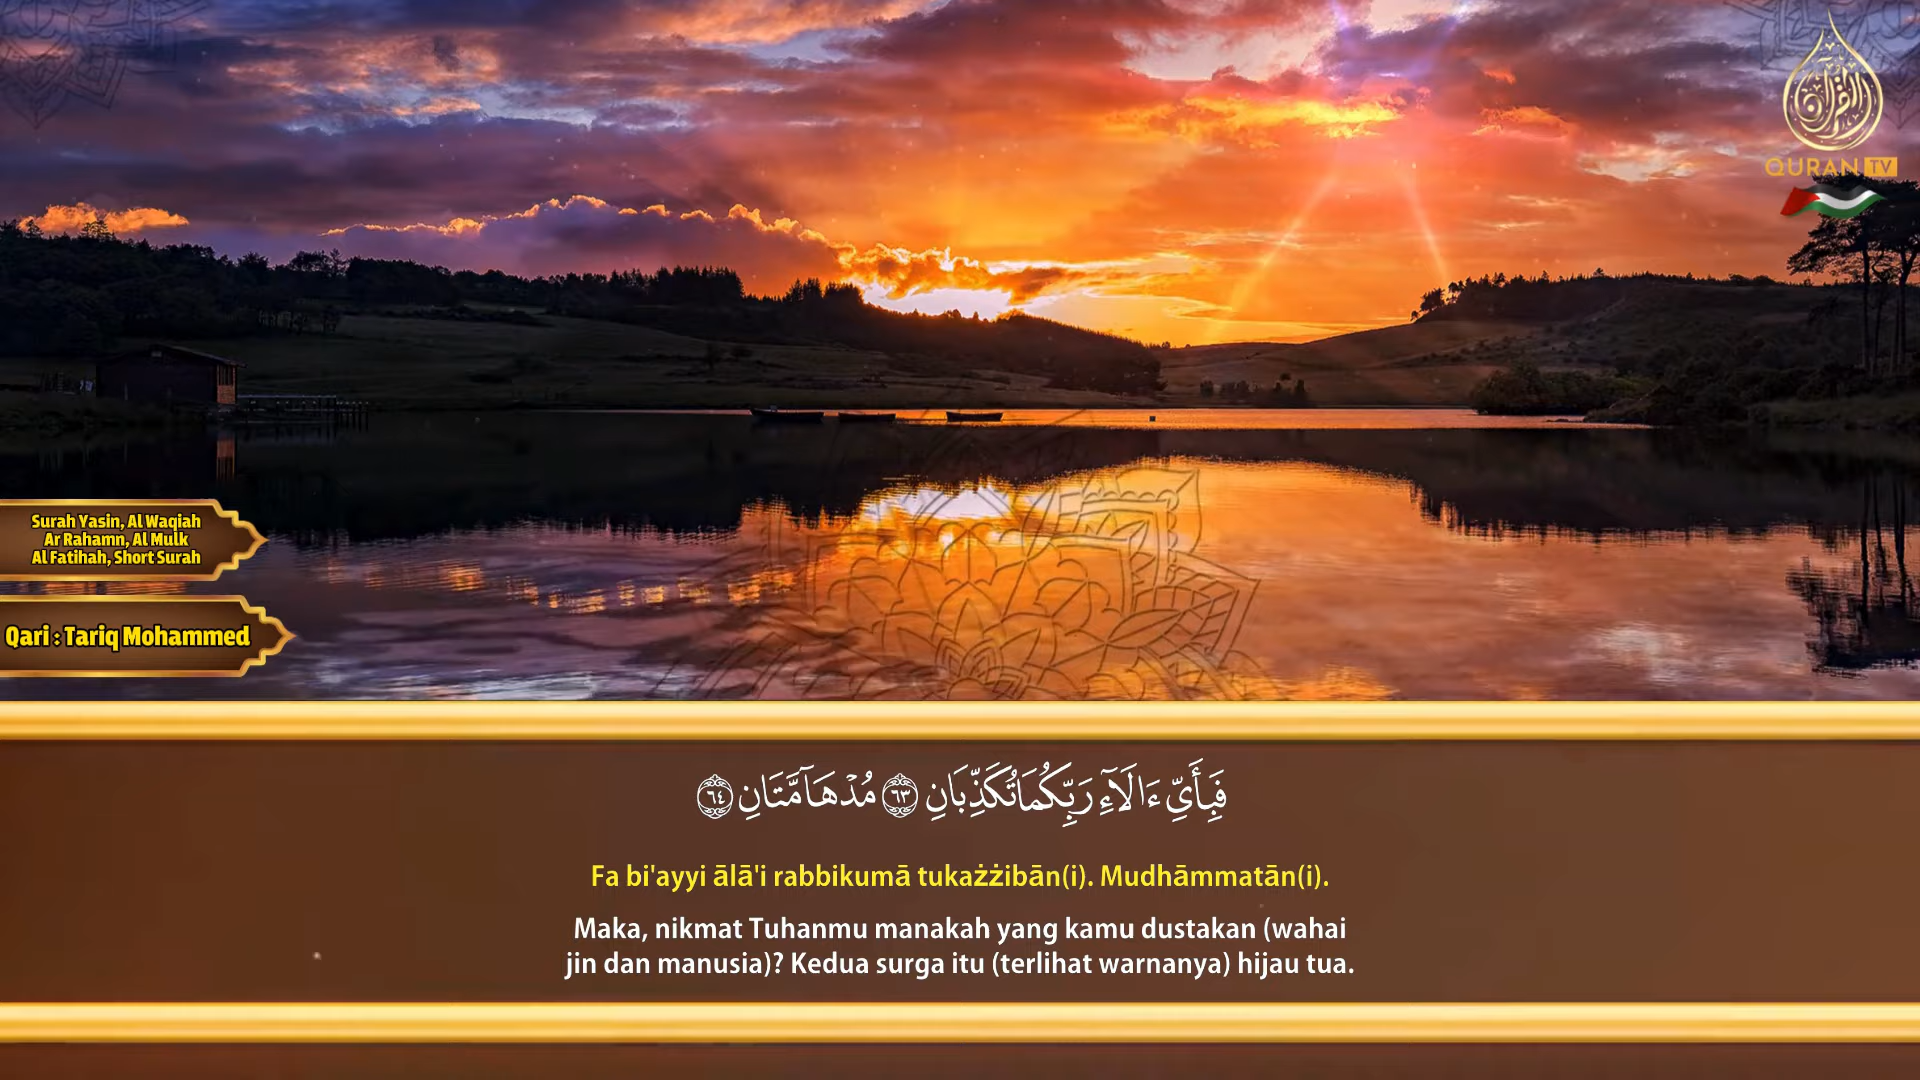 القرآن
QURAN TV
Surah Yasin, Al Waqiah
Ar Rahamn, Al Mulk
Al Fatihah, Short Surah
Qari : Tariq Mohammed
فَبِأَيِّ ءَالَآءِ رَبِّكُمَا تُكَذِّبَانِ ٦٣ مُدْهَآمَّتَانِ ٦٤
Fa bi'ayyi ālā'i rabbikumā tukażżibān(i). Mudhāmmatān(i).
Maka, nikmat Tuhanmu manakah yang kamu dustakan (wahai
jin dan manusia)? Kedua surga itu (terlihat warnanya) hijau tua.